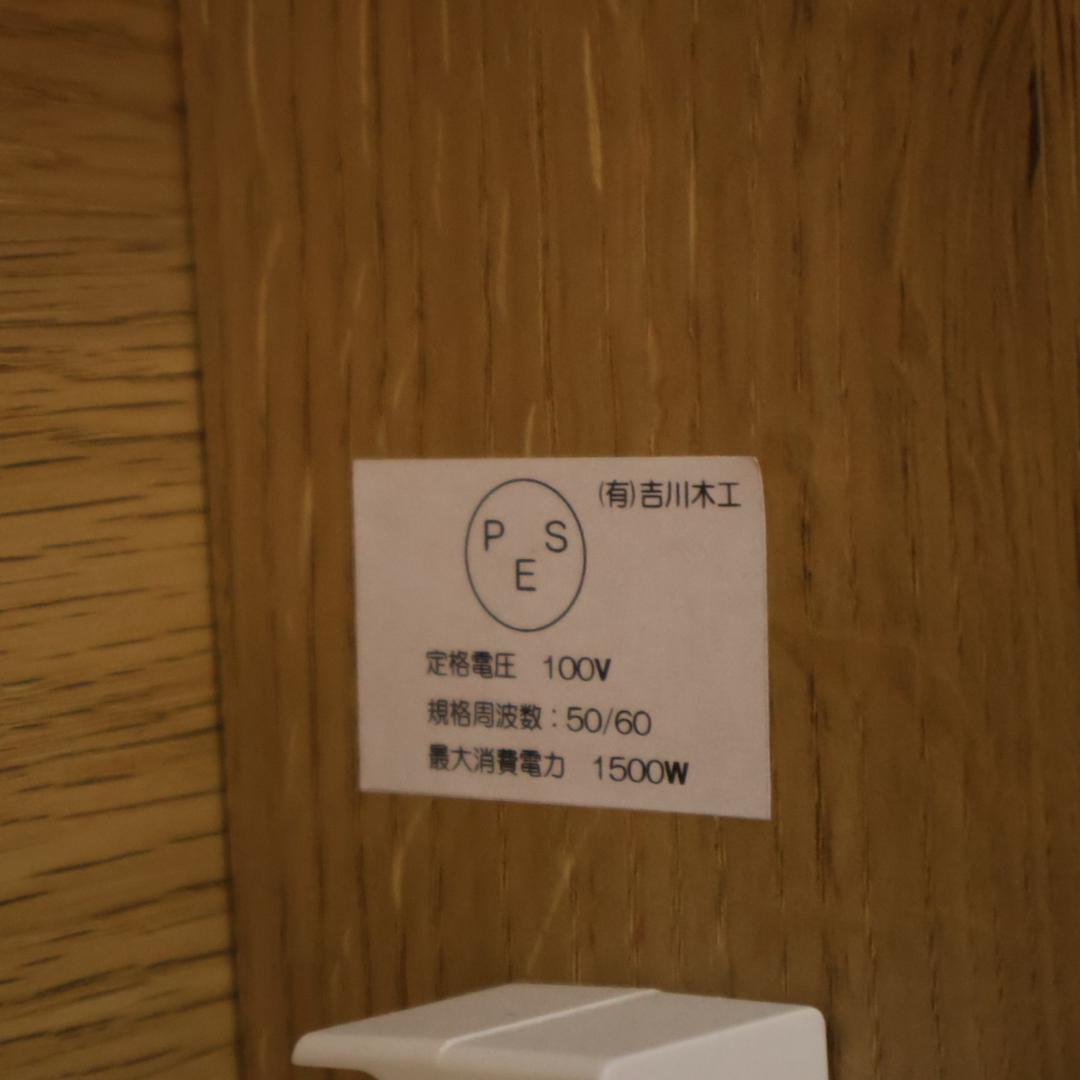 (有)吉川木工
P S
E
定格電圧 100V
規格周波数：50/60
最大消費電力 1500W